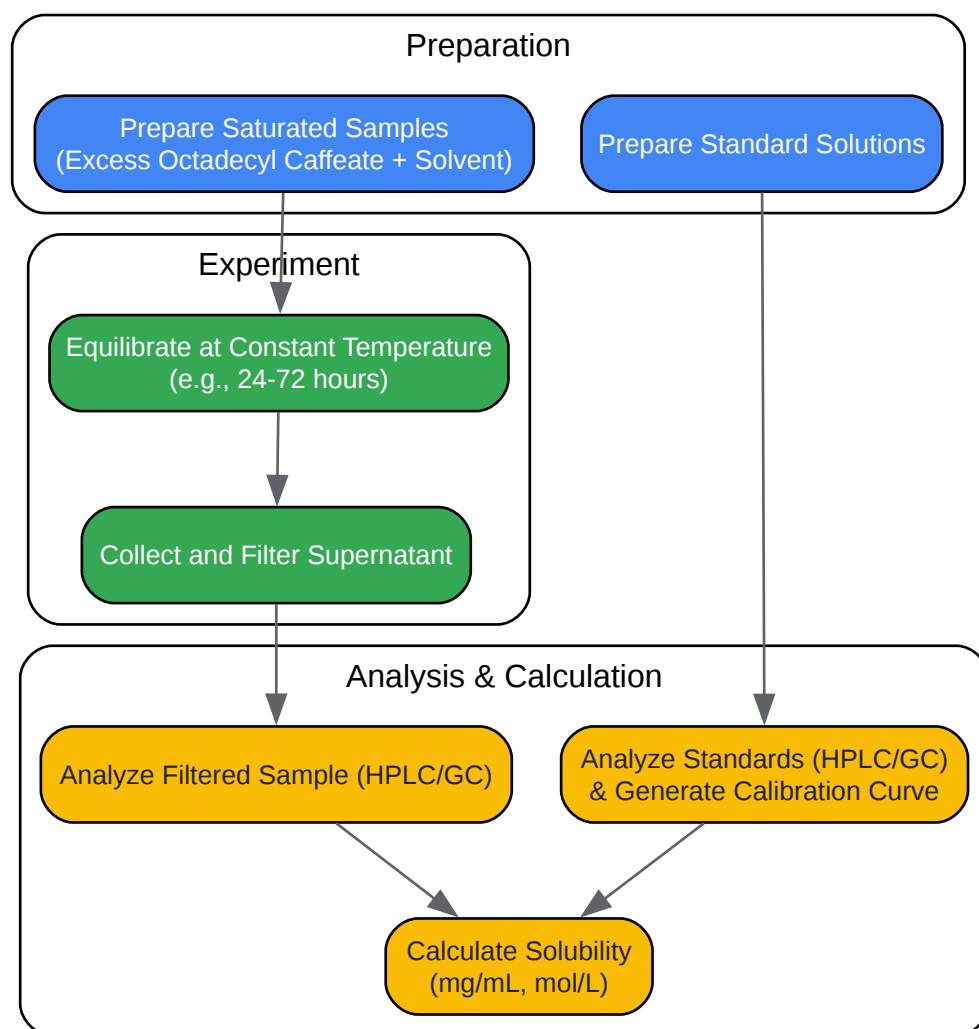 Preparation
Prepare Saturated Samples
(Excess Octadecyl Caffeate + Solvent)
Prepare Standard Solutions
Experiment
Equilibrate at Constant Temperature
(e.g., 24-72 hours)
Collect and Filter Supernatant
Analysis & Calculation
Analyze Filtered Sample (HPLC/GC)
Analyze Standards (HPLC/GC)
& Generate Calibration Curve
Calculate Solubility
(mg/mL, mol/L)